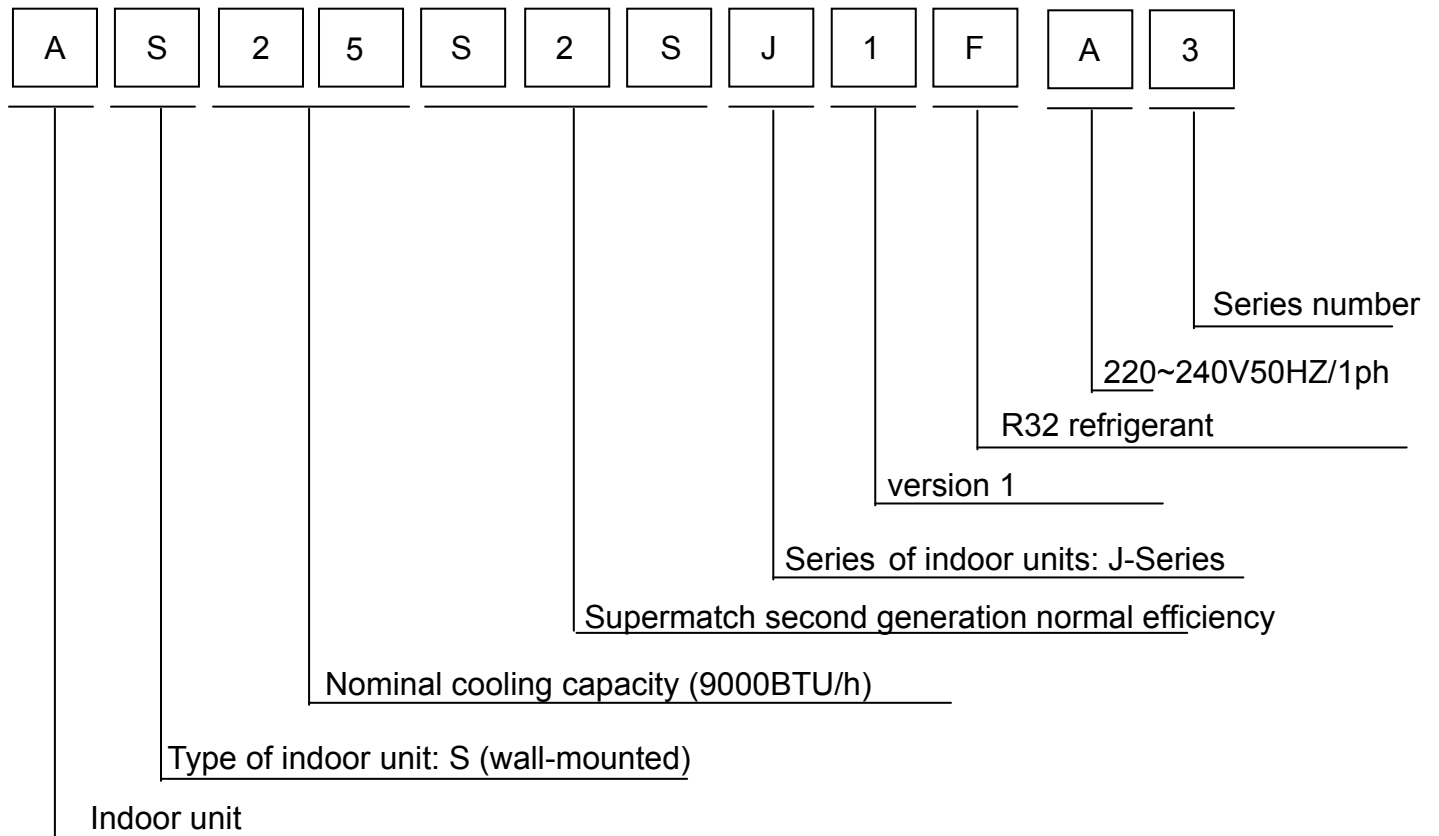 A S 2 5 S 2 S J 1 F A 3
Series number
220~240V50HZ/1ph
R32 refrigerant
version 1
Series of indoor units: J-Series
Supermatch second generation normal efficiency
Nominal cooling capacity (9000BTU/h)
Type of indoor unit: S (wall-mounted)
Indoor unit